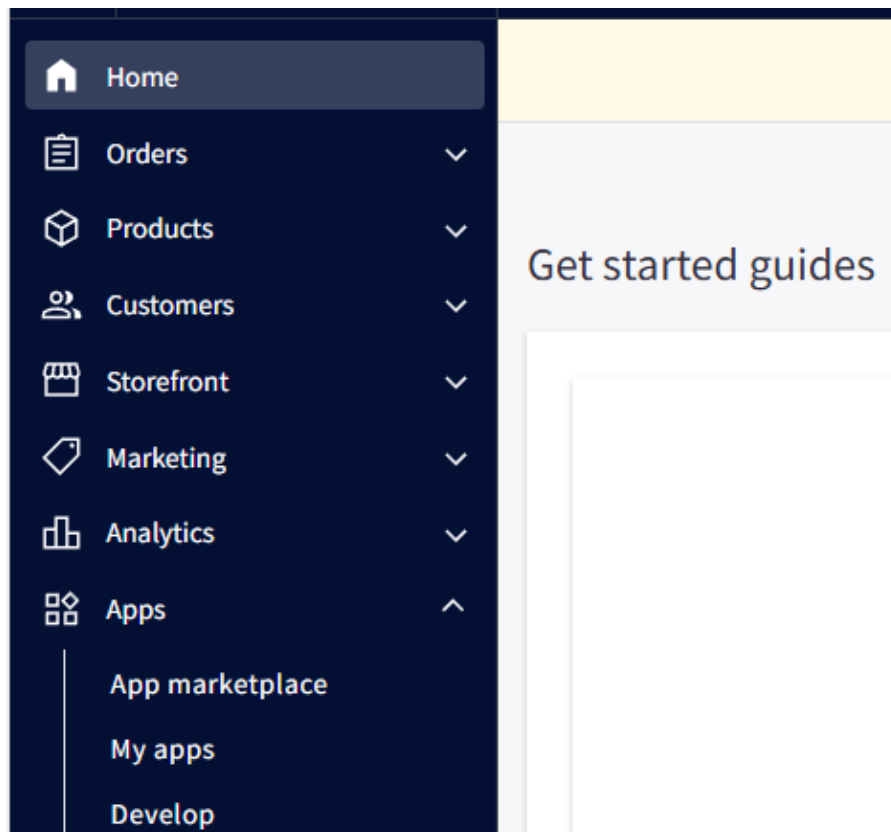 Home
Orders
Products
Customers
Storefront
Marketing
Analytics
Apps
App marketplace
My apps
Develop
Get started guides